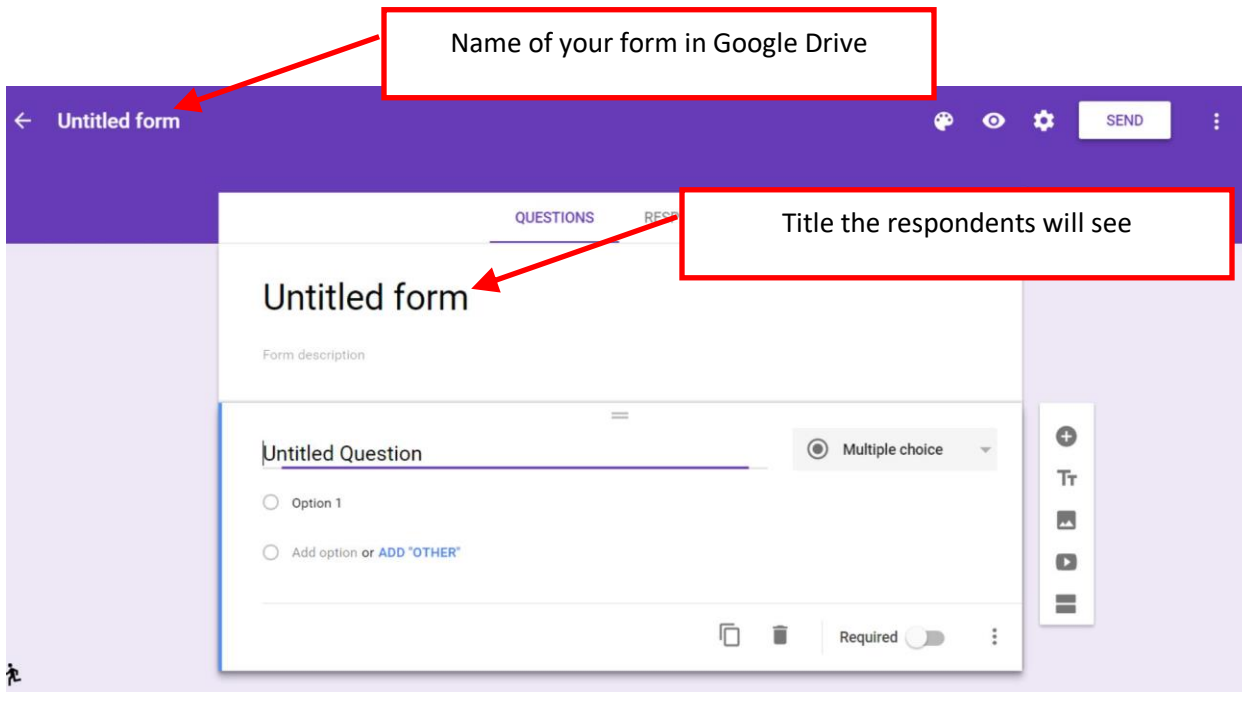 Name of your form in Google Drive
Untitled form
SEND
QUESTIONS
Title the respondents will see
Untitled form
Form description
Untitled Question
Multiple choice
Tт
Option 1
Add option or ADD "OTHER"
Required